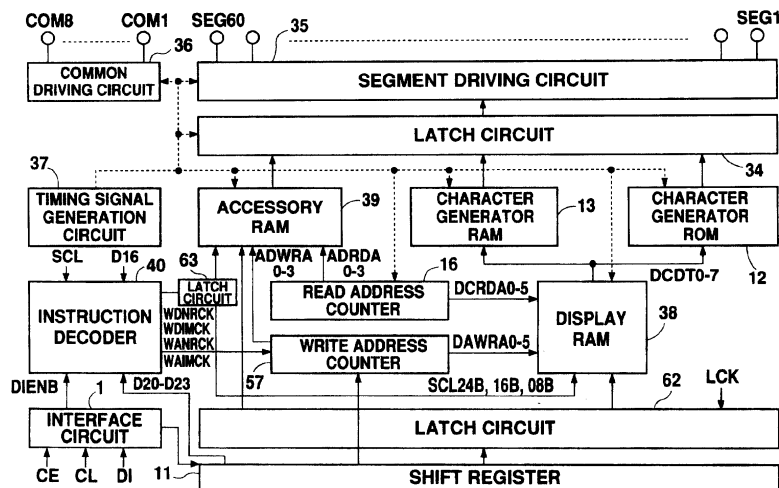 COM8 COM1 SEG60 35 SEG1
36
COMMON
DRIVING CIRCUIT
SEGMENT DRIVING CIRCUIT
LATCH CIRCUIT
37
34
TIMING SIGNAL
GENERATION
CIRCUIT
ACCESSORY
RAM
39
CHARACTER
GENERATOR
RAM
13
CHARACTER
GENERATOR
ROM
12
SCL D16
40
63
ADWRA
0-3
ADRDA
0-3
16
DCDT0-7
LATCH
CIRCUIT
INSTRUCTION
DECODER
WDNRCK
WDIMCK
WANRCK
WAIMCK
READ ADDRESS
COUNTER
DCRDA0-5
DISPLAY
RAM
38
WRITE ADDRESS
COUNTER
DAWRA0-5
57
DIENB
D20-D23
SCL24B, 16B, 08B
62
LCK
1
INTERFACE
CIRCUIT
LATCH CIRCUIT
CE CL DI
11
SHIFT REGISTER